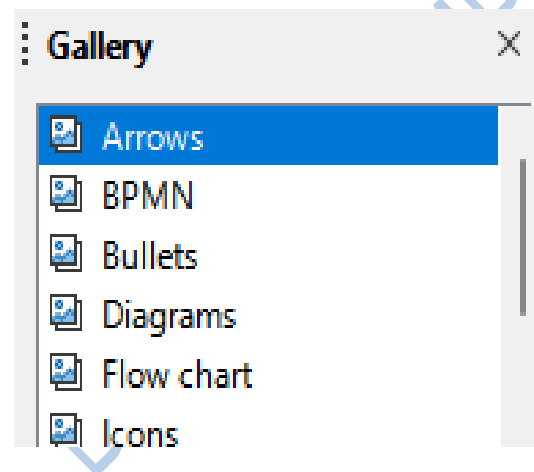 Gallery
Arrows
BPMN
Bullets
Diagrams
Flow chart
Icons